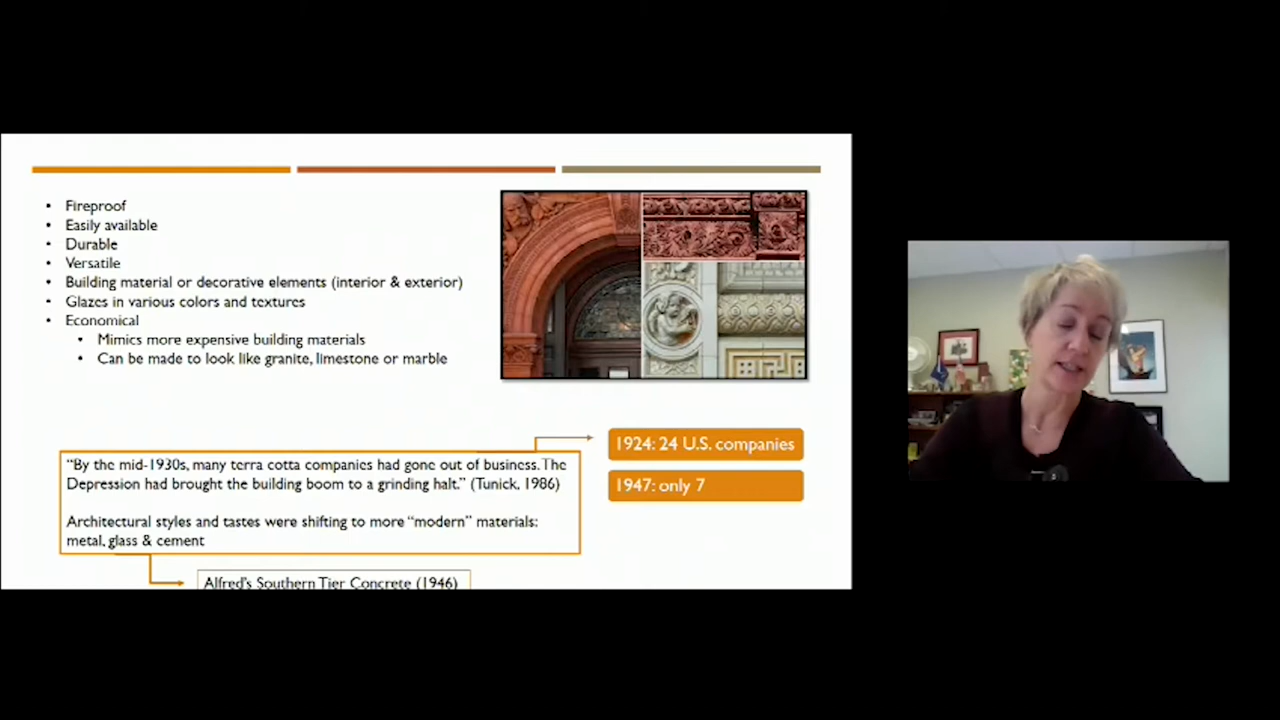 • Fireproof
• Easily available
• Durable
• Versatile
• Building material or decorative elements (interior & exterior)
• Glazes in various colors and textures
• Economical
• Mimics more expensive building materials
• Can be made to look like granite, limestone or marble
1924: 24 U.S. companies
1947: only 7
"By the mid-1930s, many terra cotta companies had gone out of business. The
Depression had brought the building boom to a grinding halt." (Tunick, 1986)
Architectural styles and tastes were shifting to more "modern" materials:
metal, glass & cement
Alfred's Southern Tier Concrete (1946)